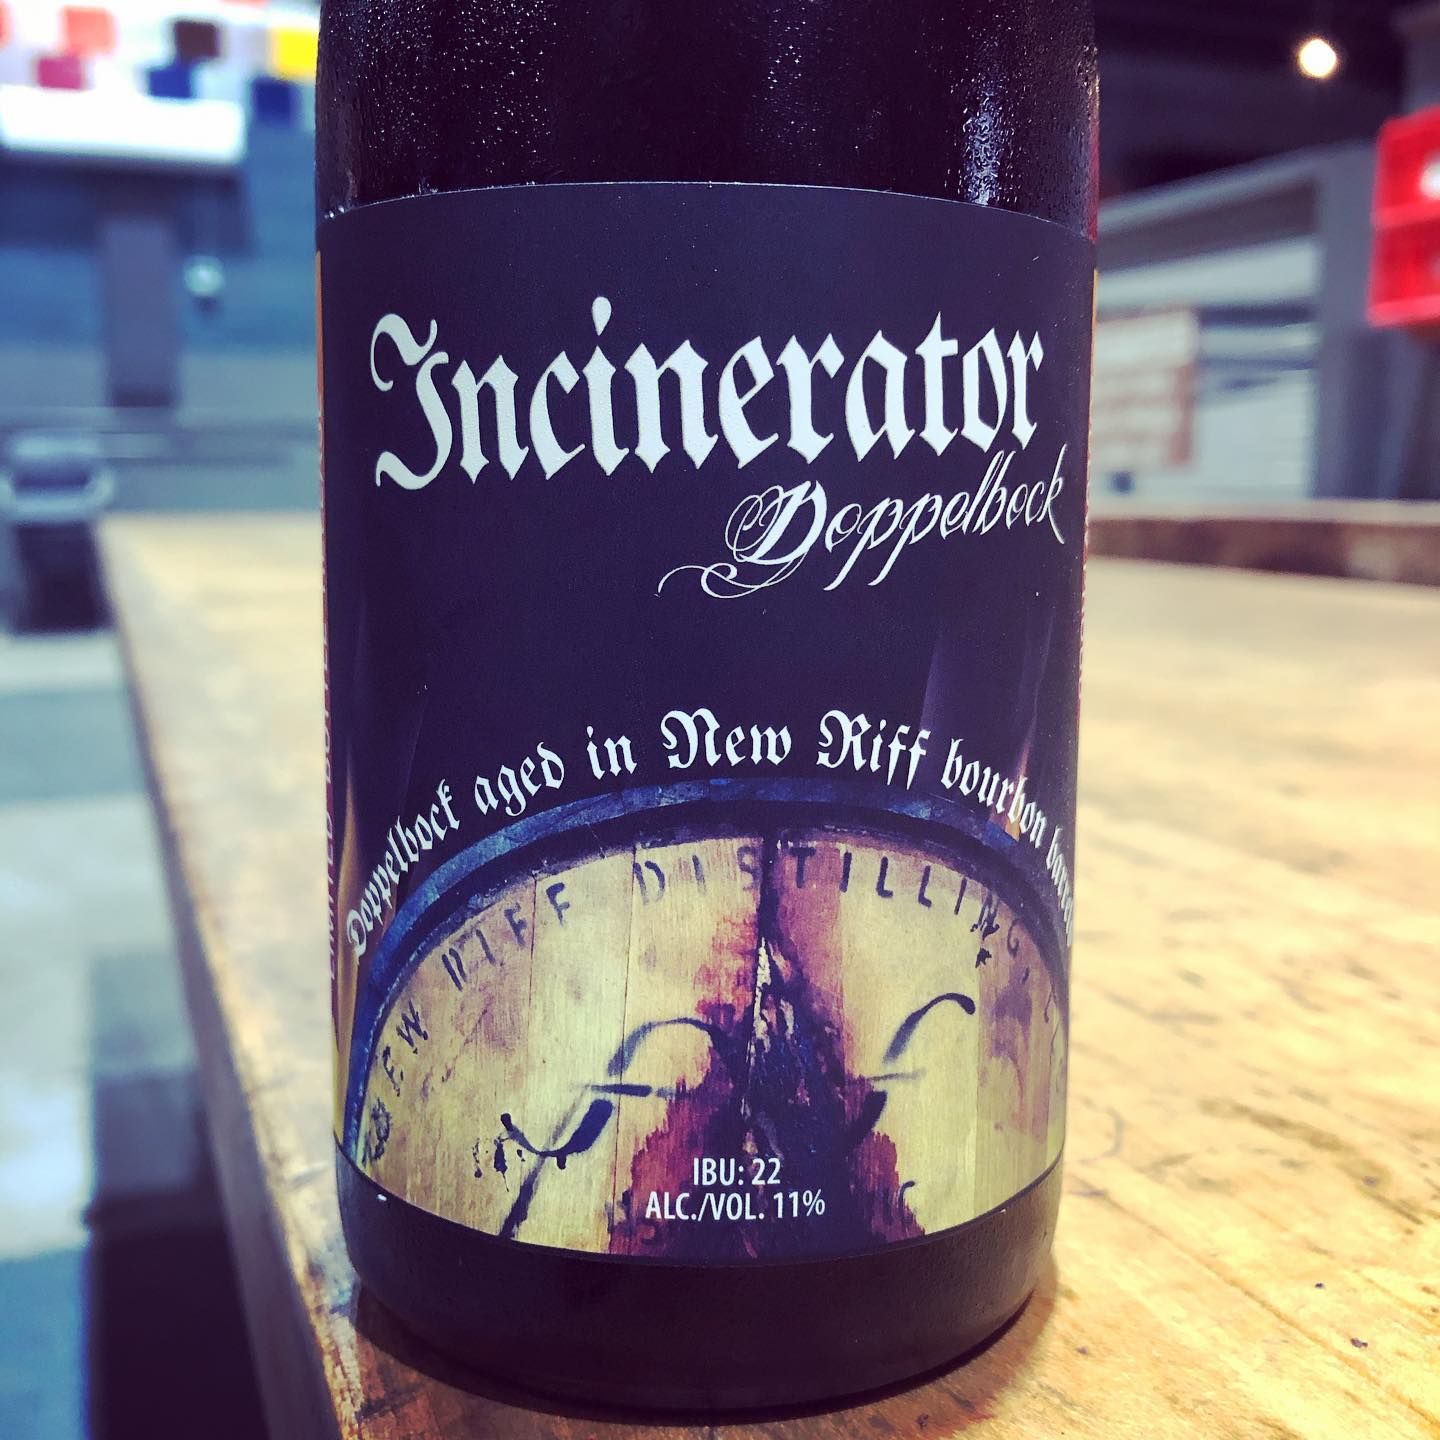 Incinerator
Doppelbock
Doppelbock aged in New Riff bourbon barrels
NEW RIFF DISTILLING,
IBU: 22
ALC./VOL. 11%